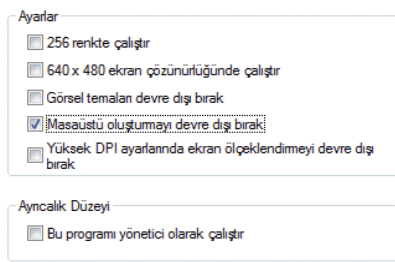 Ayarlar
256 renkte çalıştır
640 x 480 ekran çözünürlüğünde çalıştır
Görsel temaları devre dışı bırak
Masaüstü oluşturmayı devre dışı bırak
Yüksek DPI ayarlarında ekran ölçeklendirmeyi devre dışı
bırak
Ayrıcalık Düzeyi
Bu programı yönetici olarak çalıştır